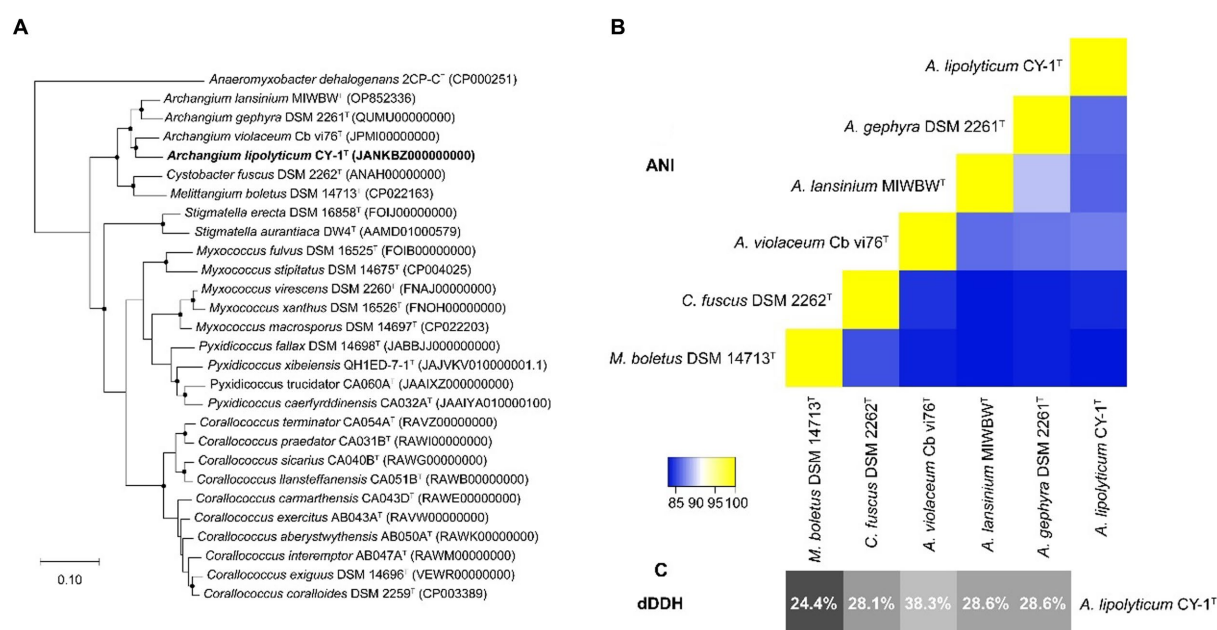 A
Anaeromyxobacter dehalogenans 2CP-C⁻ (CP000251)
Archangium lansinium MIWBWᵀ (OP852336)
Archangium gephyra DSM 2261ᵀ (QUMU00000000)
Archangium violaceum Cb vi76ᵀ (JPMI00000000)
Archangium lipolyticum CY-1ᵀ (JANKBZ000000000)
Cystobacter fuscus DSM 2262ᵀ (ANAH00000000)
Melittangium boletus DSM 14713ᵀ (CP022163)
Stigmatella erecta DSM 16858ᵀ (FOIJ00000000)
Stigmatella aurantiaca DW4ᵀ (AAMD01000579)
Myxococcus fulvus DSM 16525ᵀ (FOIB00000000)
Myxococcus stipitatus DSM 14675ᵀ (CP004025)
Myxococcus virescens DSM 2260ᵀ (FNAJ00000000)
Myxococcus xanthus DSM 16526ᵀ (FNOH00000000)
Myxococcus macrosporus DSM 14697ᵀ (CP022203)
Pyxidicoccus fallax DSM 14698ᵀ (JABBJJ000000000)
Pyxidicoccus xibeiensis QH1ED-7-1ᵀ (JAJVKV010000001.1)
Pyxidicoccus trucidator CA060Aᵀ (JAAIXZ000000000)
Pyxidicoccus caerfyrddinensis CA032Aᵀ (JAAIYA010000100)
Corallococcus terminator CA054Aᵀ (RAVZ00000000)
Corallococcus praedator CA031Bᵀ (RAWI00000000)
Corallococcus sicarius CA040Bᵀ (RAWG00000000)
Corallococcus llansteffanensis CA051Bᵀ (RAWB00000000)
Corallococcus carmarthensis CA043Dᵀ (RAWE00000000)
Corallococcus exercitus AB043Aᵀ (RAVW00000000)
Corallococcus aberystwythensis AB050Aᵀ (RAWK00000000)
Corallococcus interemptor AB047Aᵀ (RAWM00000000)
Corallococcus exiguus DSM 14696ᵀ (VEWR00000000)
Corallococcus coralloides DSM 2259ᵀ (CP003389)
0.10
B
ANI
A. lipolyticum CY-1ᵀ
A. gephyra DSM 2261ᵀ
A. lansinium MIWBWᵀ
A. violaceum Cb vi76ᵀ
C. fuscus DSM 2262ᵀ
M. boletus DSM 14713ᵀ
85 90 95 100
M. boletus DSM 14713ᵀ
C. fuscus DSM 2262ᵀ
A. violaceum Cb vi76ᵀ
A. lansinium MIWBWᵀ
A. gephyra DSM 2261ᵀ
A. lipolyticum CY-1ᵀ
C
dDDH
24.4% 28.1% 38.3% 28.6% 28.6% A. lipolyticum CY-1ᵀ